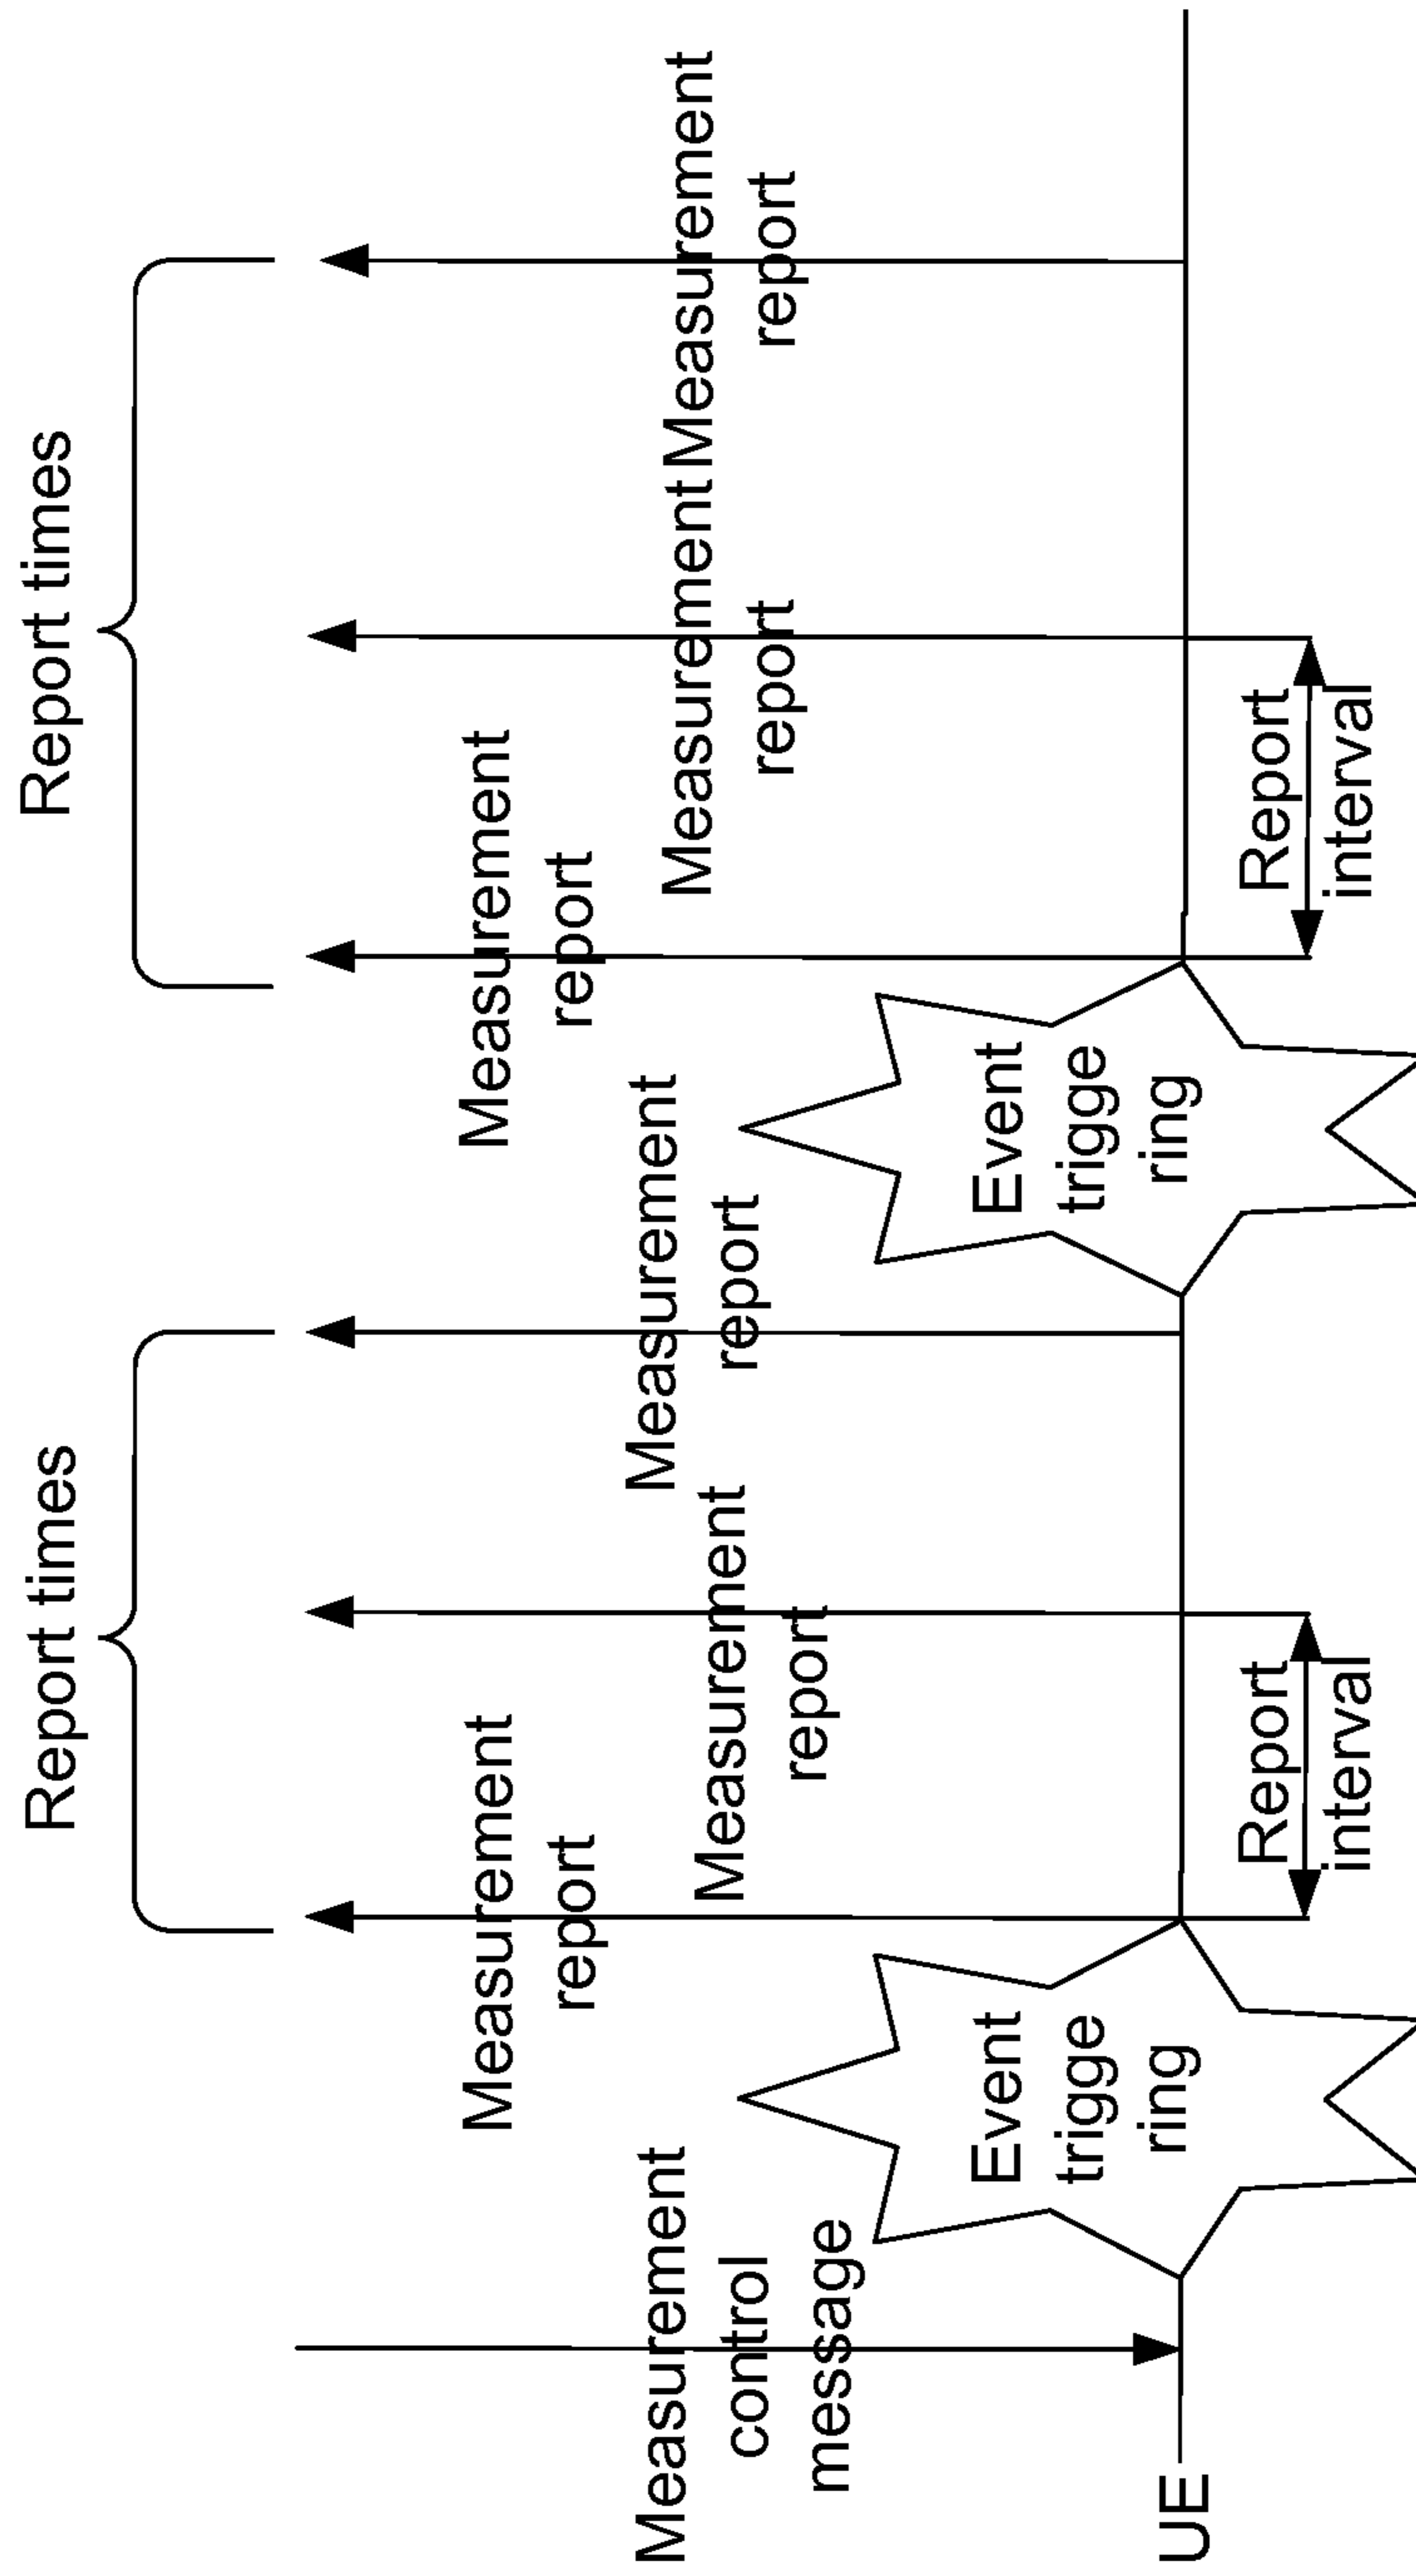 Report times
Report times
Measurement
report
Measurement
report
Measurement
control
message
Measurement
report
Measurement
report
Measurement
report
Measurement
report
Event
trigge
ring
Event
trigge
ring
UE
Report
interval
Report
interval